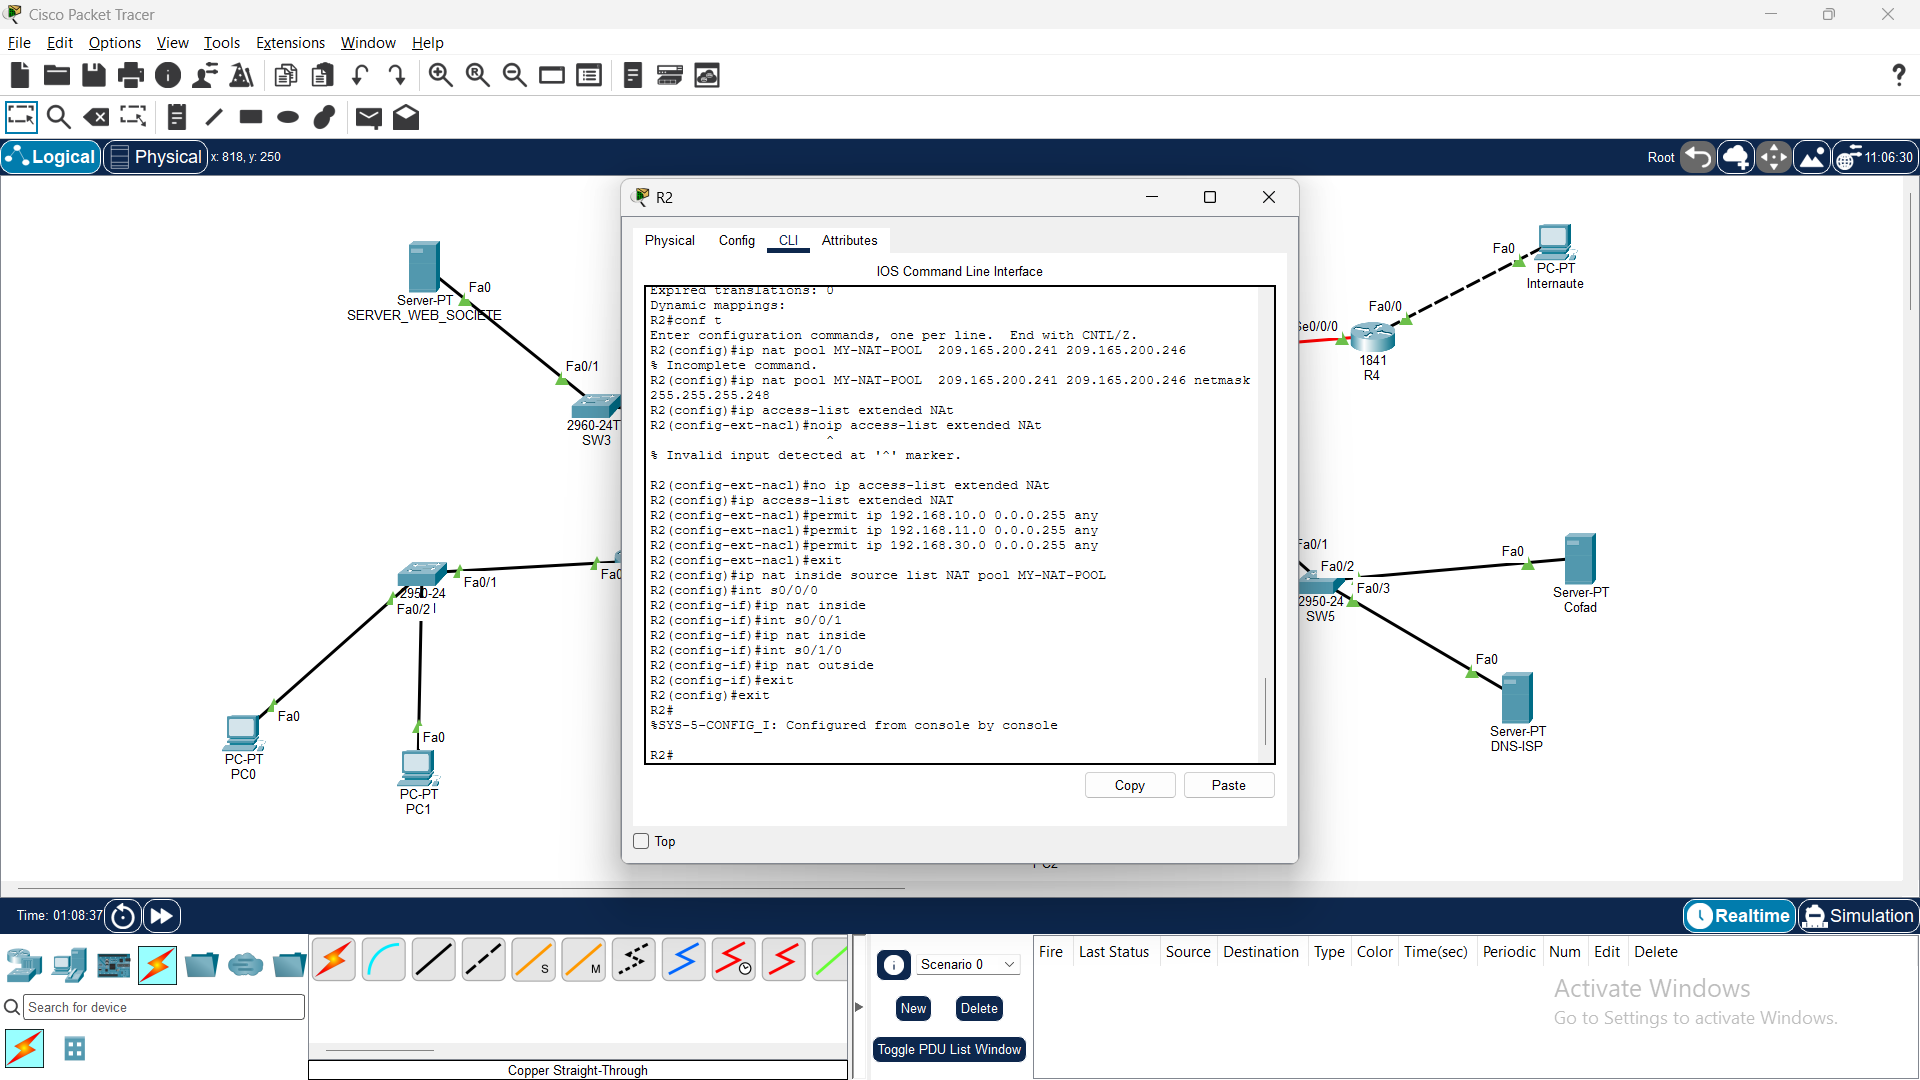 Cisco Packet Tracer
File Edit Options View Tools Extensions Window Help
Logical Physical x: 818, y: 250
Root 11:06:30
R2
Physical Config CLI Attributes
IOS Command Line Interface
Expired translations: 0
Dynamic mappings:
R2#conf t
Enter configuration commands, one per line.  End with CNTL/Z.
R2(config)#ip nat pool MY-NAT-POOL  209.165.200.241 209.165.200.246
% Incomplete command.
R2(config)#ip nat pool MY-NAT-POOL  209.165.200.241 209.165.200.246 netmask
255.255.255.248
R2(config)#ip access-list extended NAt
R2(config-ext-nacl)#noip access-list extended NAt
^
% Invalid input detected at '^' marker.
R2(config-ext-nacl)#no ip access-list extended NAt
R2(config)#ip access-list extended NAT
R2(config-ext-nacl)#permit ip 192.168.10.0 0.0.0.255 any
R2(config-ext-nacl)#permit ip 192.168.11.0 0.0.0.255 any
R2(config-ext-nacl)#permit ip 192.168.30.0 0.0.0.255 any
R2(config-ext-nacl)#exit
R2(config)#ip nat inside source list NAT pool MY-NAT-POOL
R2(config)#int s0/0/0
R2(config-if)#ip nat inside
R2(config-if)#int s0/0/1
R2(config-if)#ip nat inside
R2(config-if)#int s0/1/0
R2(config-if)#ip nat outside
R2(config-if)#exit
R2(config)#exit
R2#
%SYS-5-CONFIG_I: Configured from console by console
R2#
Copy Paste
Top
Fa0
Server-PT
SERVER_WEB_SOCIETE
Fa0/1
2960-24T
SW3
Fa0/1
2950-24
Fa0/2
Fa0
PC-PT
PC0
Fa0
PC-PT
PC1
Fa0
PC-PT
Internaute
Fa0/0
Se0/0/0
1841
R4
Fa0/1
Fa0/2
Fa0/3
2950-24
SW5
Fa0
Server-PT
Cofad
Fa0
Server-PT
DNS-ISP
Time: 01:08:37
Realtime Simulation
Search for device
S
M
Copper Straight-Through
Scenario 0
New Delete
Toggle PDU List Window
Fire Last Status Source Destination Type Color Time(sec) Periodic Num Edit Delete
Activate Windows
Go to Settings to activate Windows.